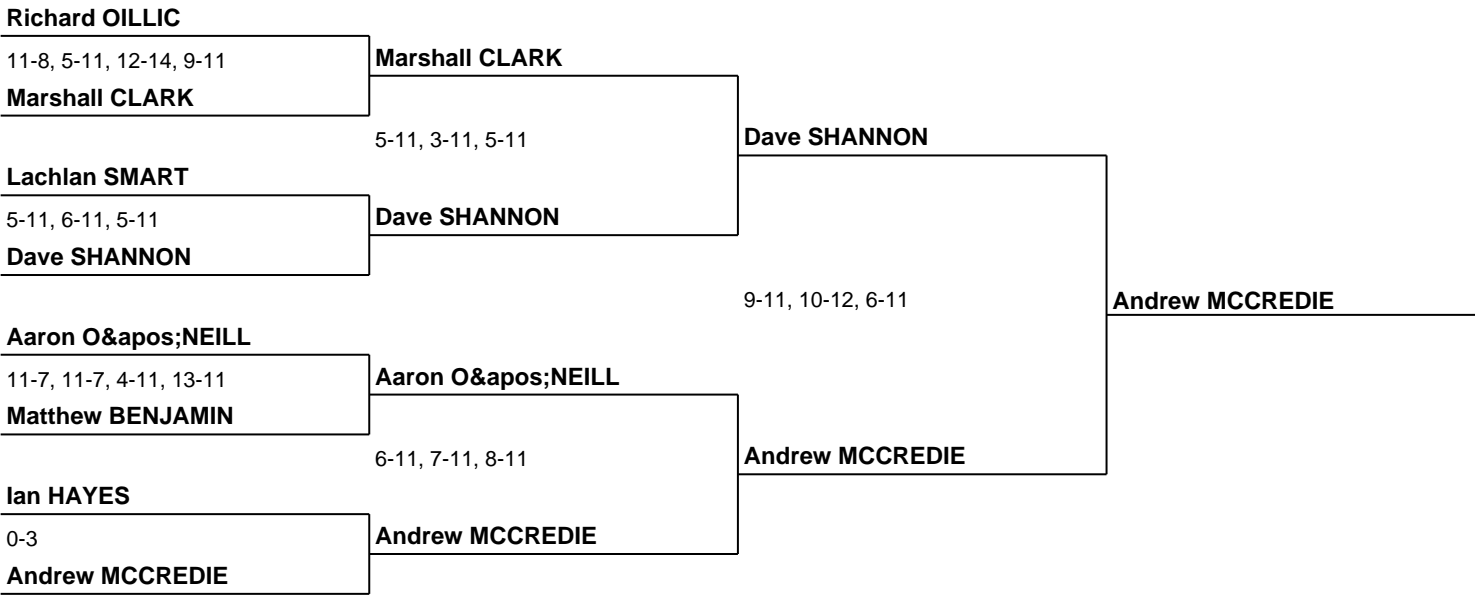 Richard OILLIC
11-8, 5-11, 12-14, 9-11
Marshall CLARK
Marshall CLARK
5-11, 3-11, 5-11
Dave SHANNON
Lachlan SMART
5-11, 6-11, 5-11
Dave SHANNON
Dave SHANNON
9-11, 10-12, 6-11
Andrew MCCREDIE
Aaron O&apos;NEILL
11-7, 11-7, 4-11, 13-11
Aaron O&apos;NEILL
Matthew BENJAMIN
6-11, 7-11, 8-11
Andrew MCCREDIE
Ian HAYES
0-3
Andrew MCCREDIE
Andrew MCCREDIE